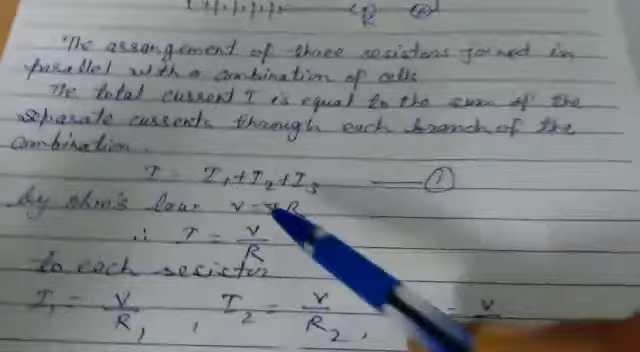 R
The arrangement of three resistors joined in
parallel with a combination of cells
The total current I is equal to the sum of the
separate currents through each branch of the
combination.
I = I₁+I₂+I₃ —— ①
by ohm's law V = IR
∴ I = V/R
to each resistor
I₁ = V/R₁ , I₂ = V/R₂ , = V